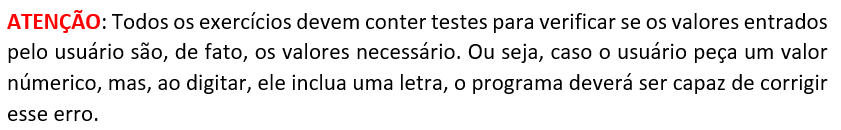 ATENÇÃO: Todos os exercícios devem conter testes para verificar se os valores entrados
pelo usuário são, de fato, os valores necessário. Ou seja, caso o usuário peça um valor
númerico, mas, ao digitar, ele inclua uma letra, o programa deverá ser capaz de corrigir
esse erro.